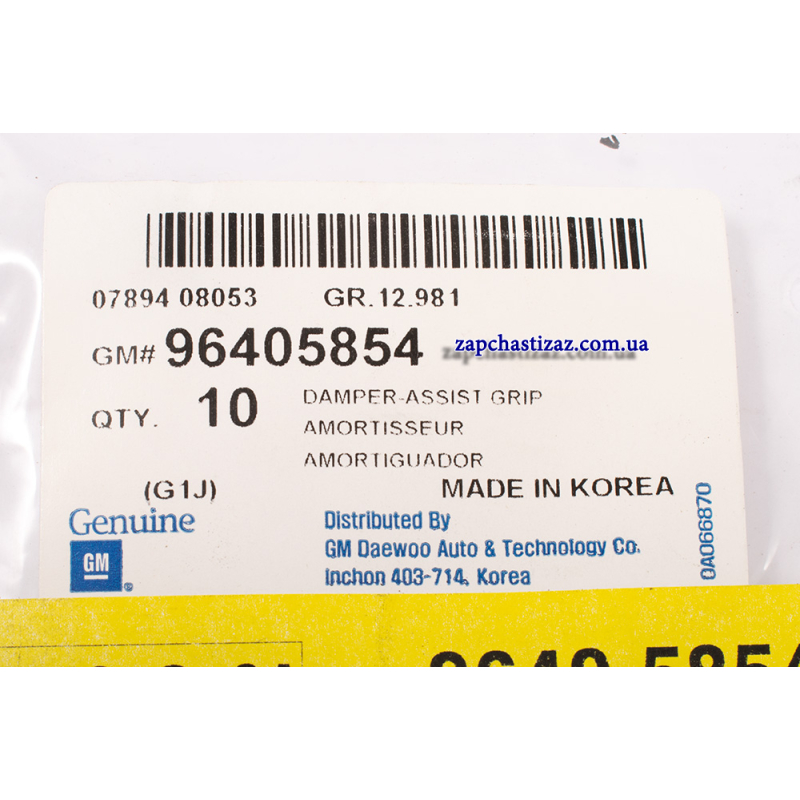 07894 08053 GR.12.981
GM# 96405854
zapchastizaz.com.ua
QTY. 10
DAMPER-ASSIST GRIP
AMORTISSEUR
AMORTIGUADOR
(G1J) MADE IN KOREA
Genuine
GM ®
Distributed By
GM Daewoo Auto & Technology Co.
Inchon 403-714, Korea
0A066870